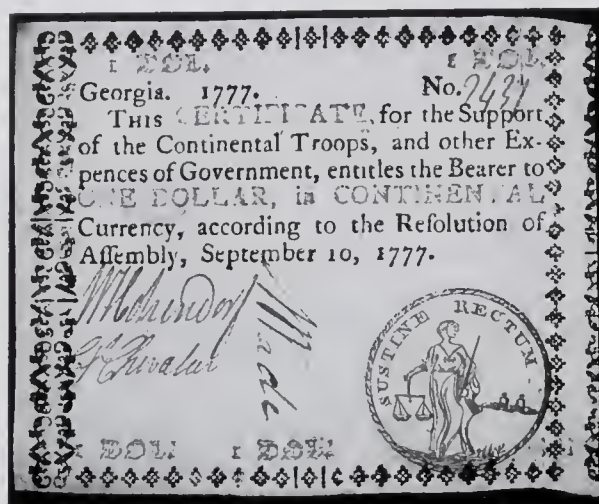 1 DOL. 1 DOL.
Georgia. 1777. No.
THIS CERTIFICATE, for the Support
of the Continental Troops, and other Ex-
pences of Government, entitles the Bearer to
ONE DOLLAR, in CONTINENTAL
Currency, according to the Reſolution of
Aſſembly, September 10, 1777.
Wade
SUSTINE RECTUM
1 DOL. 1 DOL.